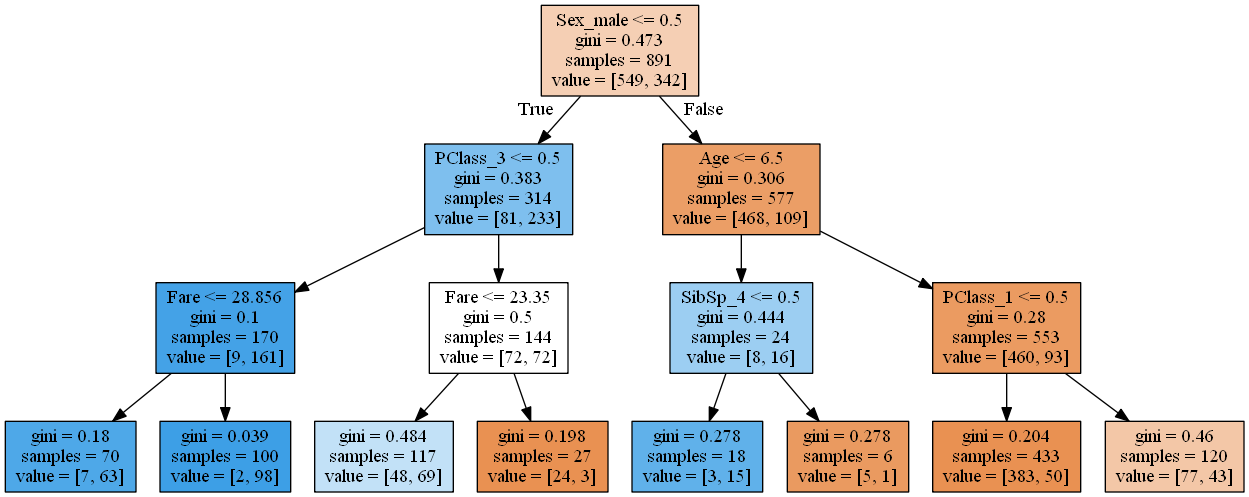 Sex_male <= 0.5
gini = 0.473
samples = 891
value = [549, 342]
True
False
PClass_3 <= 0.5
gini = 0.383
samples = 314
value = [81, 233]
Age <= 6.5
gini = 0.306
samples = 577
value = [468, 109]
Fare <= 28.856
gini = 0.1
samples = 170
value = [9, 161]
Fare <= 23.35
gini = 0.5
samples = 144
value = [72, 72]
SibSp_4 <= 0.5
gini = 0.444
samples = 24
value = [8, 16]
PClass_1 <= 0.5
gini = 0.28
samples = 553
value = [460, 93]
gini = 0.18
samples = 70
value = [7, 63]
gini = 0.039
samples = 100
value = [2, 98]
gini = 0.484
samples = 117
value = [48, 69]
gini = 0.198
samples = 27
value = [24, 3]
gini = 0.278
samples = 18
value = [3, 15]
gini = 0.278
samples = 6
value = [5, 1]
gini = 0.204
samples = 433
value = [383, 50]
gini = 0.46
samples = 120
value = [77, 43]